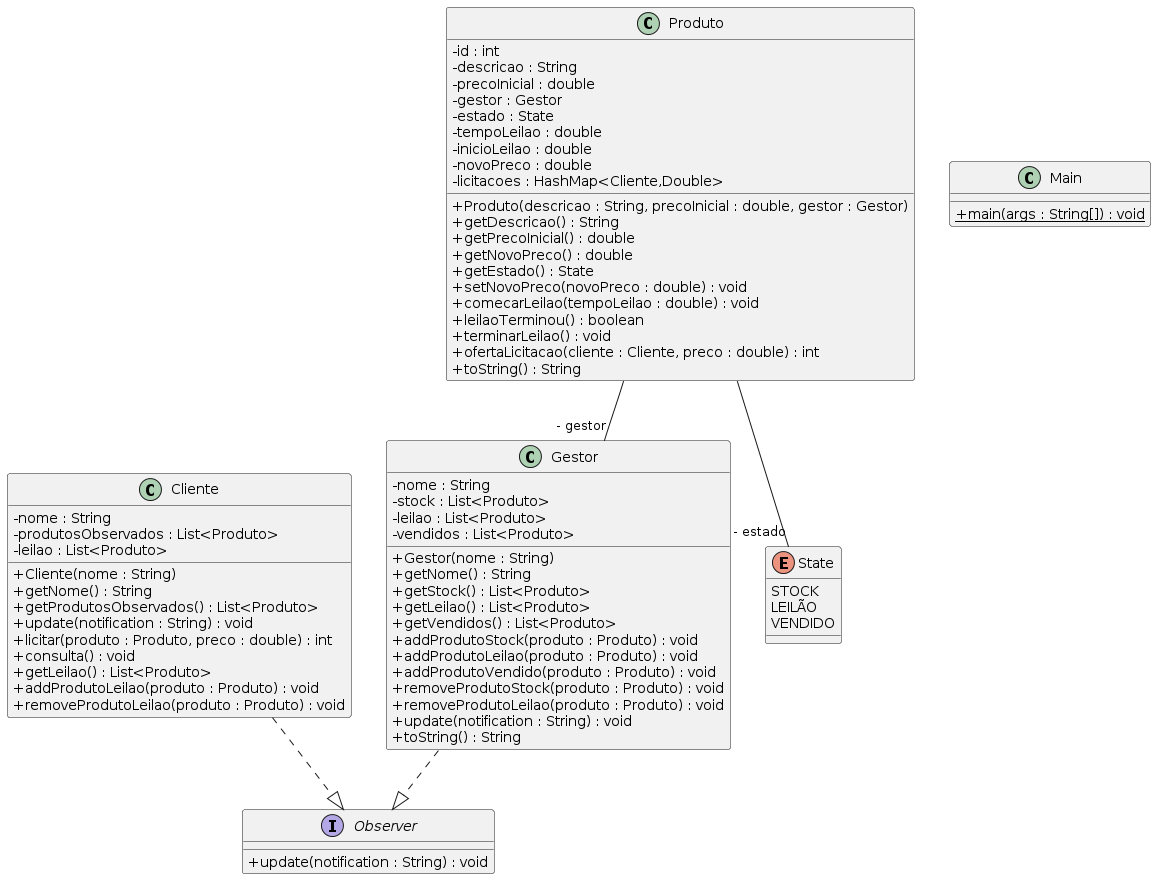 C Produto
-id : int
-descricao : String
-precoInicial : double
-gestor : Gestor
-estado : State
-tempoLeilao : double
-inicioLeilao : double
-novoPreco : double
-licitacoes : HashMap<Cliente,Double>
+Produto(descricao : String, precoInicial : double, gestor : Gestor)
+getDescricao() : String
+getPrecoInicial() : double
+getNovoPreco() : double
+getEstado() : State
+setNovoPreco(novoPreco : double) : void
+comecarLeilao(tempoLeilao : double) : void
+leilaoTerminou() : boolean
+terminarLeilao() : void
+ofertaLicitacao(cliente : Cliente, preco : double) : int
+toString() : String
C Main
+main(args : String[]) : void
- gestor
- estado
C Cliente
-nome : String
-produtosObservados : List<Produto>
-leilao : List<Produto>
+Cliente(nome : String)
+getNome() : String
+getProdutosObservados() : List<Produto>
+update(notification : String) : void
+licitar(produto : Produto, preco : double) : int
+consulta() : void
+getLeilao() : List<Produto>
+addProdutoLeilao(produto : Produto) : void
+removeProdutoLeilao(produto : Produto) : void
C Gestor
-nome : String
-stock : List<Produto>
-leilao : List<Produto>
-vendidos : List<Produto>
+Gestor(nome : String)
+getNome() : String
+getStock() : List<Produto>
+getLeilao() : List<Produto>
+getVendidos() : List<Produto>
+addProdutoStock(produto : Produto) : void
+addProdutoLeilao(produto : Produto) : void
+addProdutoVendido(produto : Produto) : void
+removeProdutoStock(produto : Produto) : void
+removeProdutoLeilao(produto : Produto) : void
+update(notification : String) : void
+toString() : String
E State
STOCK
LEILÃO
VENDIDO
I Observer
+update(notification : String) : void